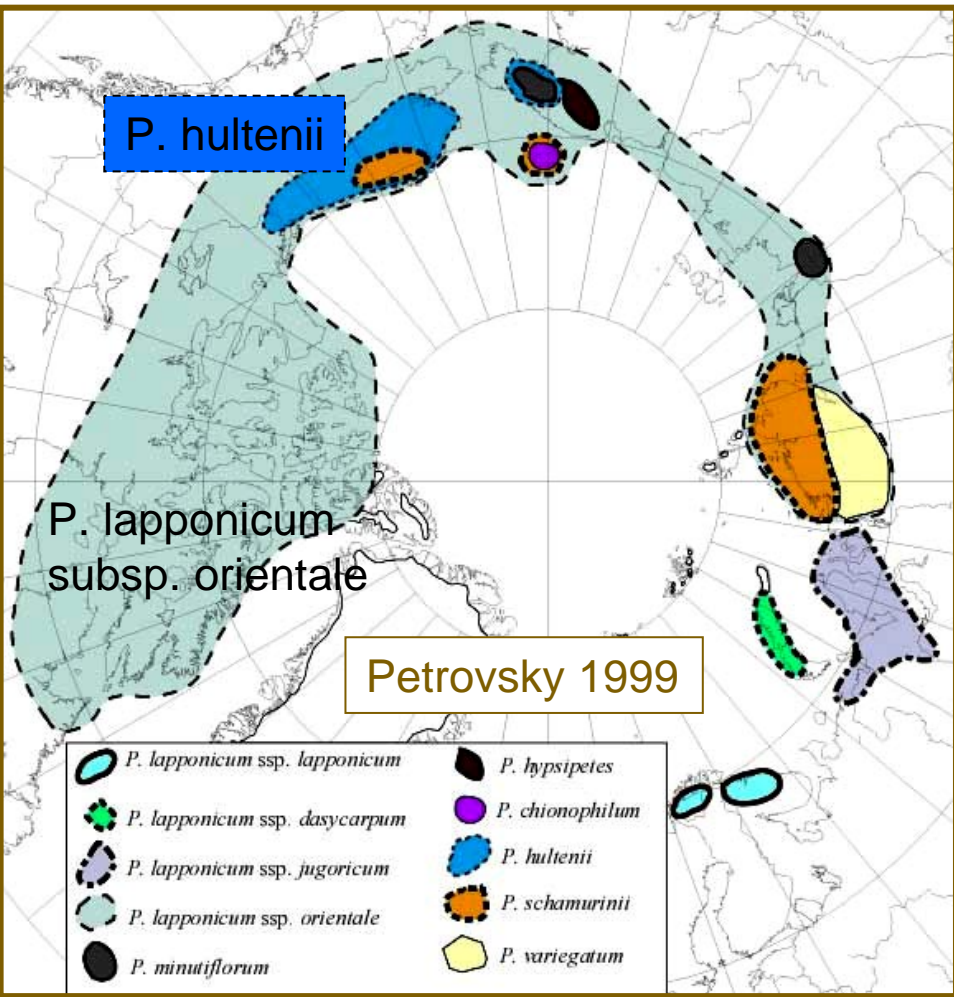 P. hultenii
P. lapponicum
subsp. orientale
Petrovsky 1999
P. lapponicum ssp. lapponicum
P. lapponicum ssp. dasycarpum
P. lapponicum ssp. jugoricum
P. lapponicum ssp. orientale
P. minutiflorum
P. hypsipetes
P. chionophilum
P. hultenii
P. schamurinii
P. variegatum